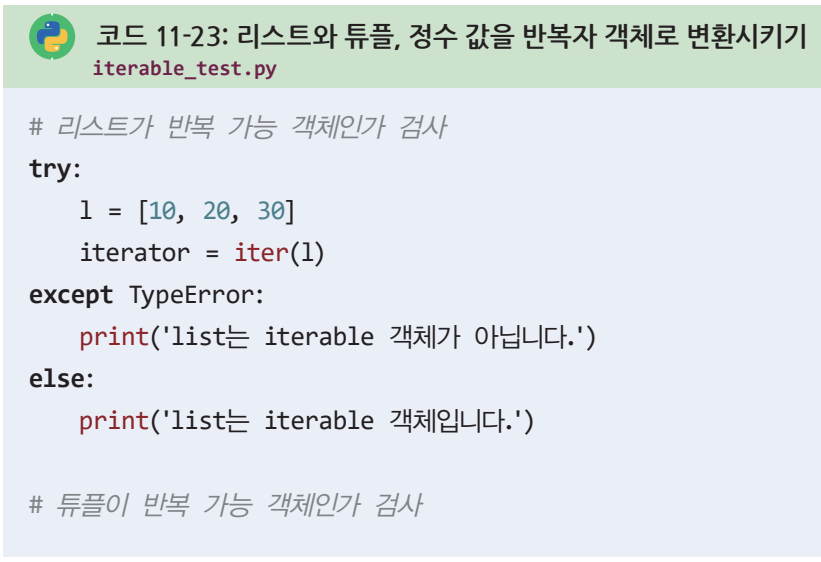 코드 11-23: 리스트와 튜플, 정수 값을 반복자 객체로 변환시키기
iterable_test.py
# 리스트가 반복 가능 객체인가 검사
try:
    l = [10, 20, 30]
    iterator = iter(l)
except TypeError:
    print('list는 iterable 객체가 아닙니다.')
else:
    print('list는 iterable 객체입니다.')
# 튜플이 반복 가능 객체인가 검사